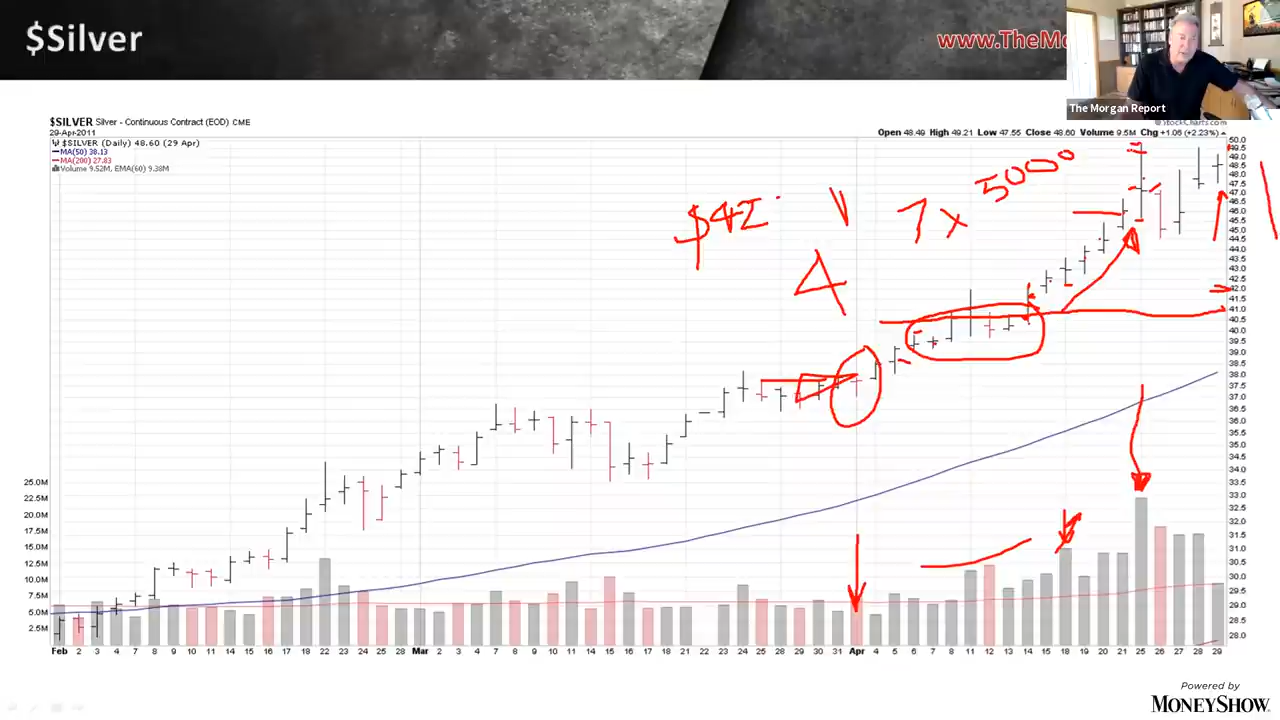 $Silver
www.TheMo
The Morgan Report
$SILVER Silver - Continuous Contract (EOD) CME
© StockCharts.com
29-Apr-2011
Open 48.49 High 49.21 Low 47.55 Close 48.60 Volume 9.5M Chg +1.06 (+2.23%)
$SILVER (Daily) 48.60 (29 Apr)
MA(50) 38.13
MA(200) 27.83
Volume 9.52M, EMA(60) 9.38M
$42
4
7x
5000
50.0
49.5
49.0
48.5
48.0
47.5
47.0
46.5
46.0
45.5
45.0
44.5
44.0
43.5
43.0
42.5
42.0
41.5
41.0
40.5
40.0
39.5
39.0
38.5
38.0
37.5
37.0
36.5
36.0
35.5
35.0
34.5
34.0
33.5
33.0
32.5
32.0
31.5
31.0
30.5
30.0
29.5
29.0
28.5
28.0
25.0M
22.5M
20.0M
17.5M
15.0M
12.5M
10.0M
7.5M
5.0M
2.5M
Feb 2 3 4 7 8 9 10 11 14 15 16 17 18 22 23 24 25 28 Mar 2 3 4 7 8 9 10 11 14 15 16 17 18 21 22 23 24 25 28 29 30 31 Apr 4 5 6 7 8 11 12 13 14 15 18 19 20 21 25 26 27 28 29
Powered by
MONEYSHOW